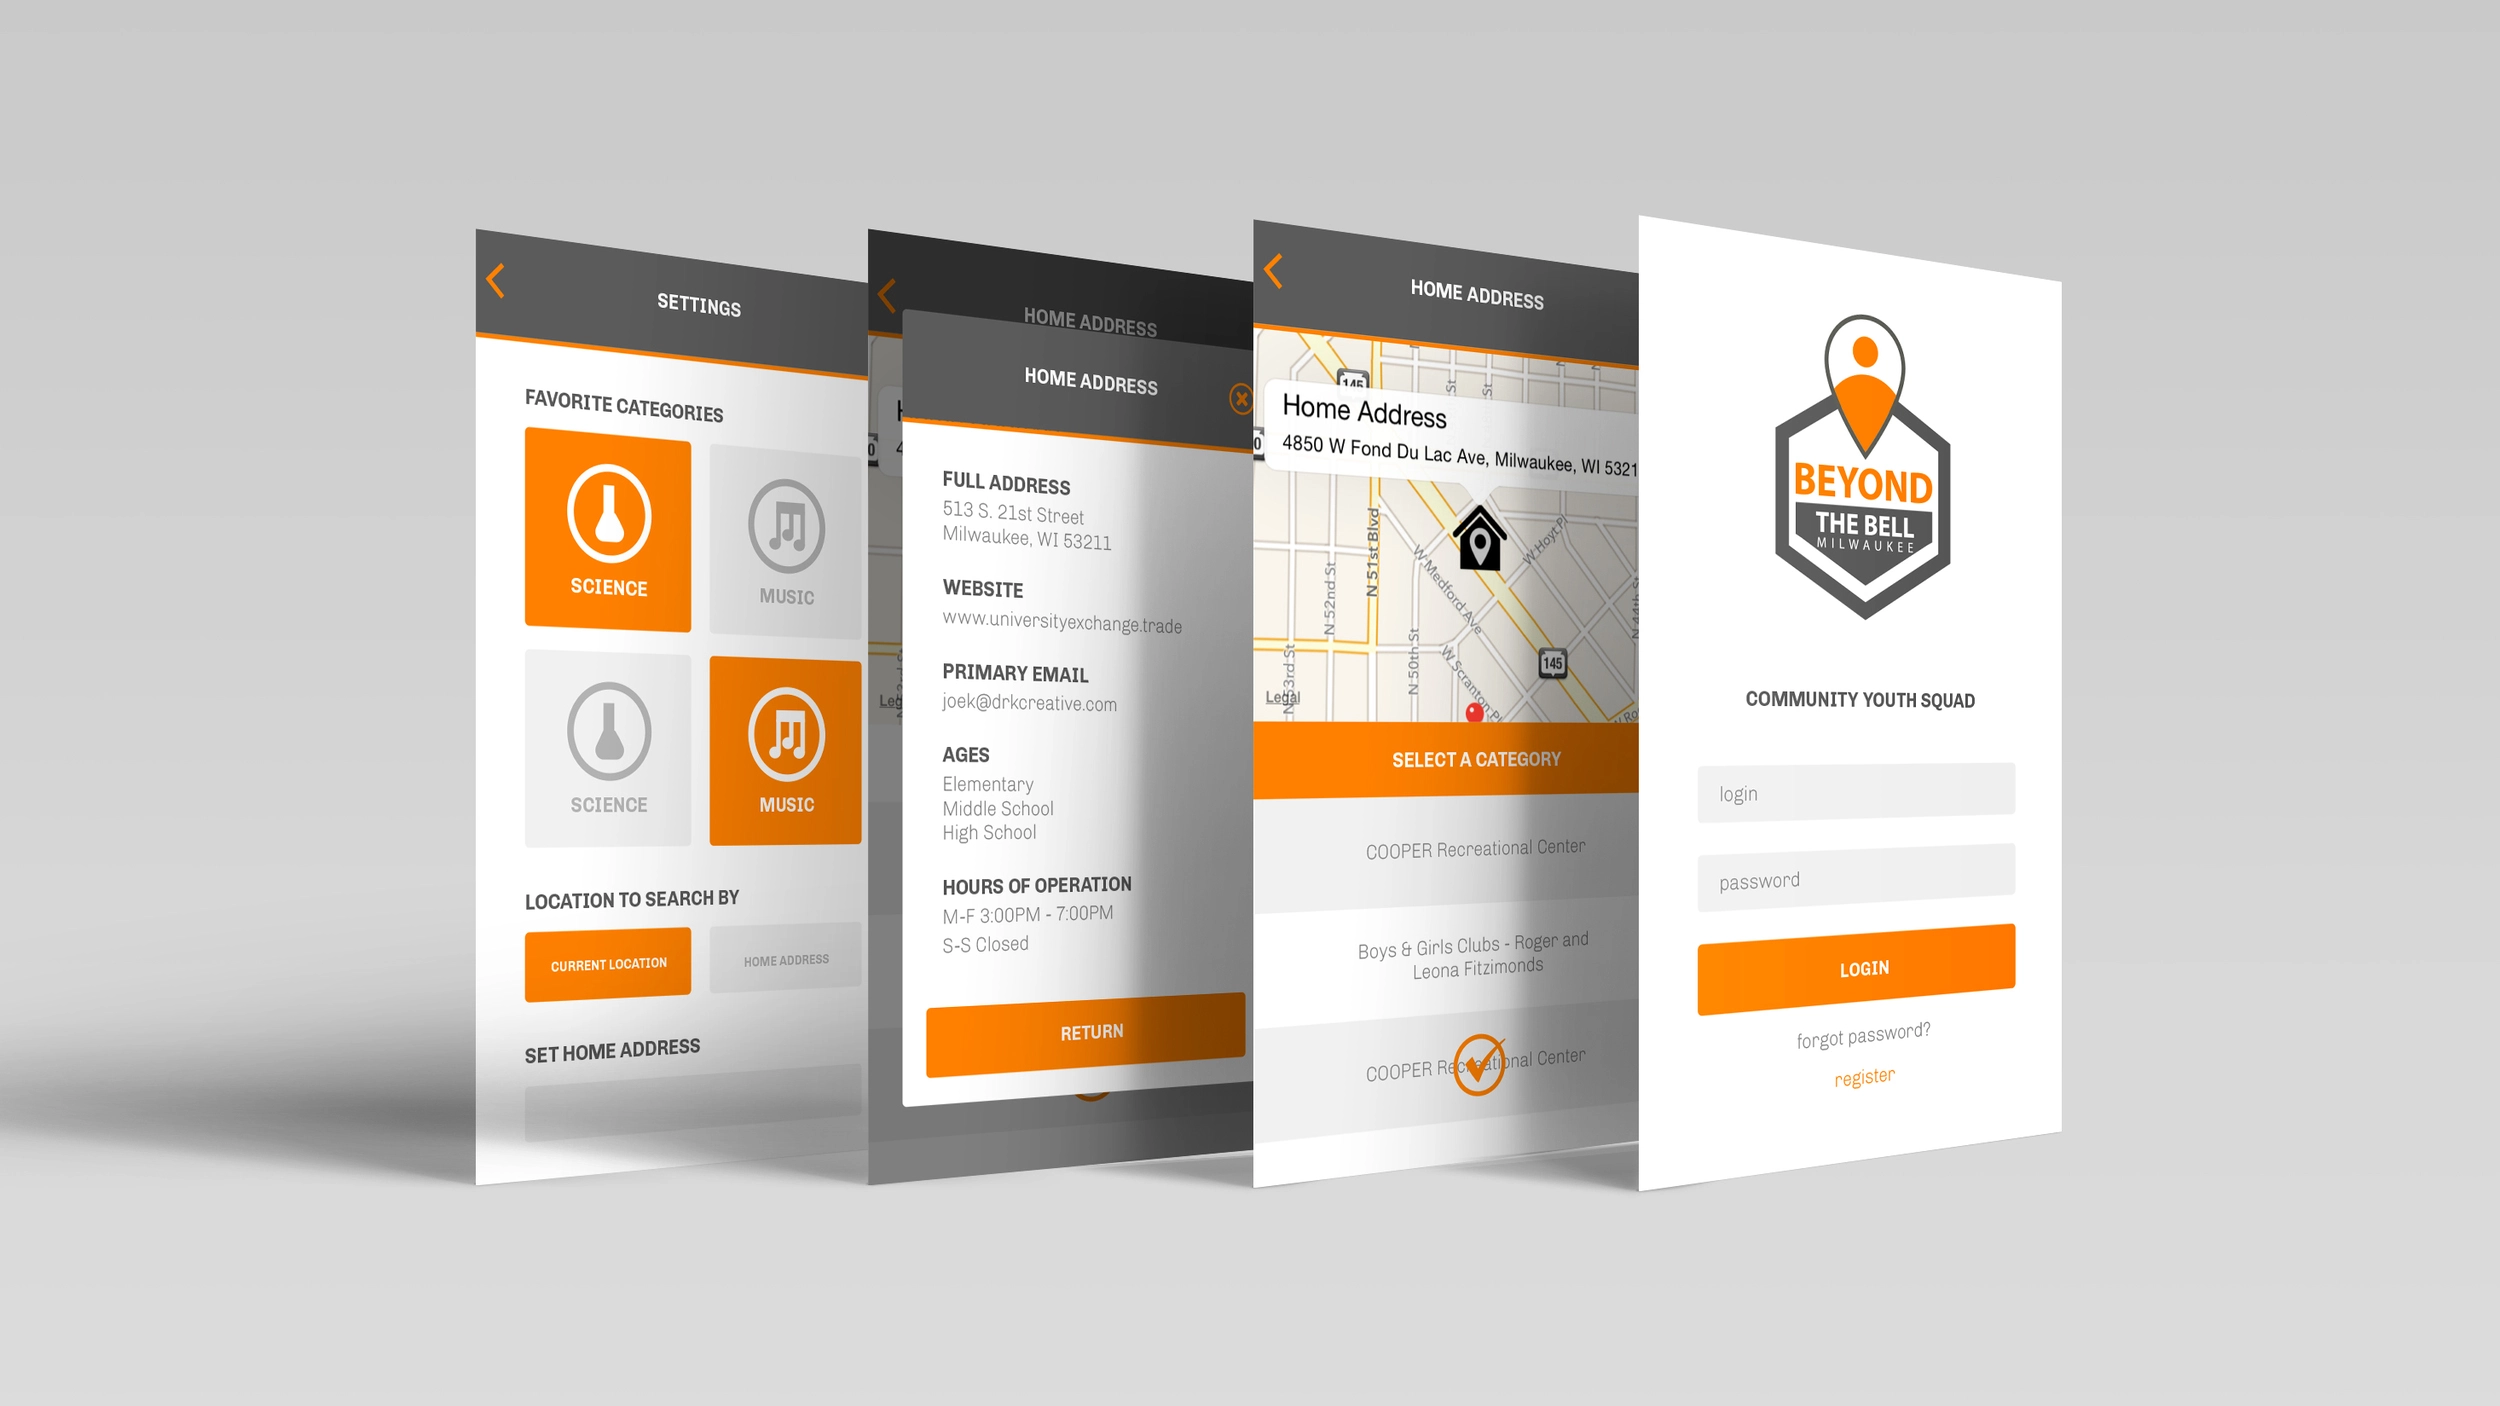 SETTINGS
FAVORITE CATEGORIES
SCIENCE
MUSIC
SCIENCE
MUSIC
LOCATION TO SEARCH BY
CURRENT LOCATION
HOME ADDRESS
SET HOME ADDRESS
HOME ADDRESS
HOME ADDRESS
FULL ADDRESS
513 S. 21st Street
Milwaukee, WI 53211
WEBSITE
www.universityexchange.trade
PRIMARY EMAIL
joek@drkcreative.com
AGES
Elementary
Middle School
High School
HOURS OF OPERATION
M-F 3:00PM - 7:00PM
S-S Closed
RETURN
HOME ADDRESS
145
Home Address
4850 W Fond Du Lac Ave, Milwaukee, WI 5321
N 51st Blvd
N 52nd St
N 53rd St
N 50th St
W Medford Ave
W Hoyt Pl
W Scranton Pl
N 44th St
145
Legal
SELECT A CATEGORY
COOPER Recreational Center
Boys & Girls Clubs - Roger and
Leona Fitzimonds
COOPER Recreational Center
BEYOND
THE BELL
MILWAUKEE
COMMUNITY YOUTH SQUAD
login
password
LOGIN
forgot password?
register